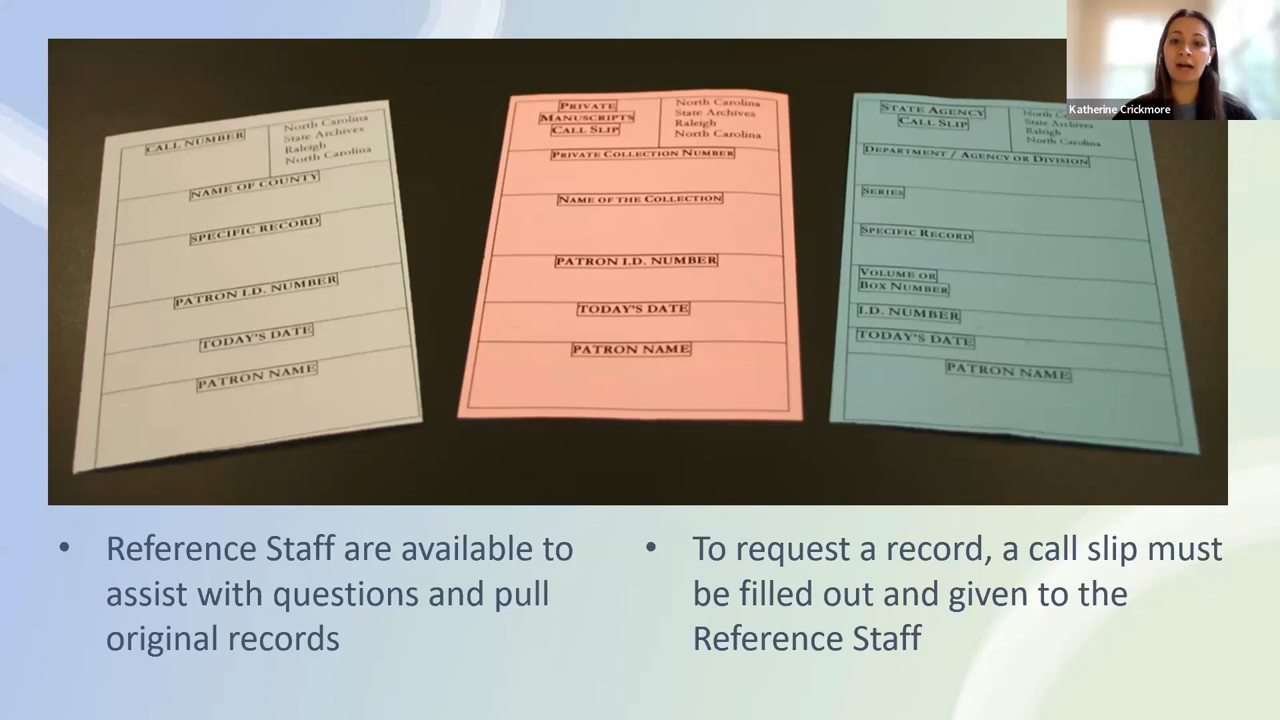 CALL NUMBER
North Carolina
State Archives
Raleigh
North Carolina
NAME OF COUNTY
SPECIFIC RECORD
PATRON I.D. NUMBER
TODAY'S DATE
PATRON NAME
PRIVATE
MANUSCRIPTS
CALL SLIP
North Carolina
State Archives
Raleigh
North Carolina
PRIVATE COLLECTION NUMBER
NAME OF THE COLLECTION
PATRON I.D. NUMBER
TODAY'S DATE
PATRON NAME
STATE AGENCY
CALL SLIP
North
State Archives
Raleigh
North Carolina
DEPARTMENT / AGENCY OR DIVISION
SERIES
SPECIFIC RECORD
VOLUME OR
BOX NUMBER
I.D. NUMBER
TODAY'S DATE
PATRON NAME
Katherine Crickmore
• Reference Staff are available to
assist with questions and pull
original records
• To request a record, a call slip must
be filled out and given to the
Reference Staff